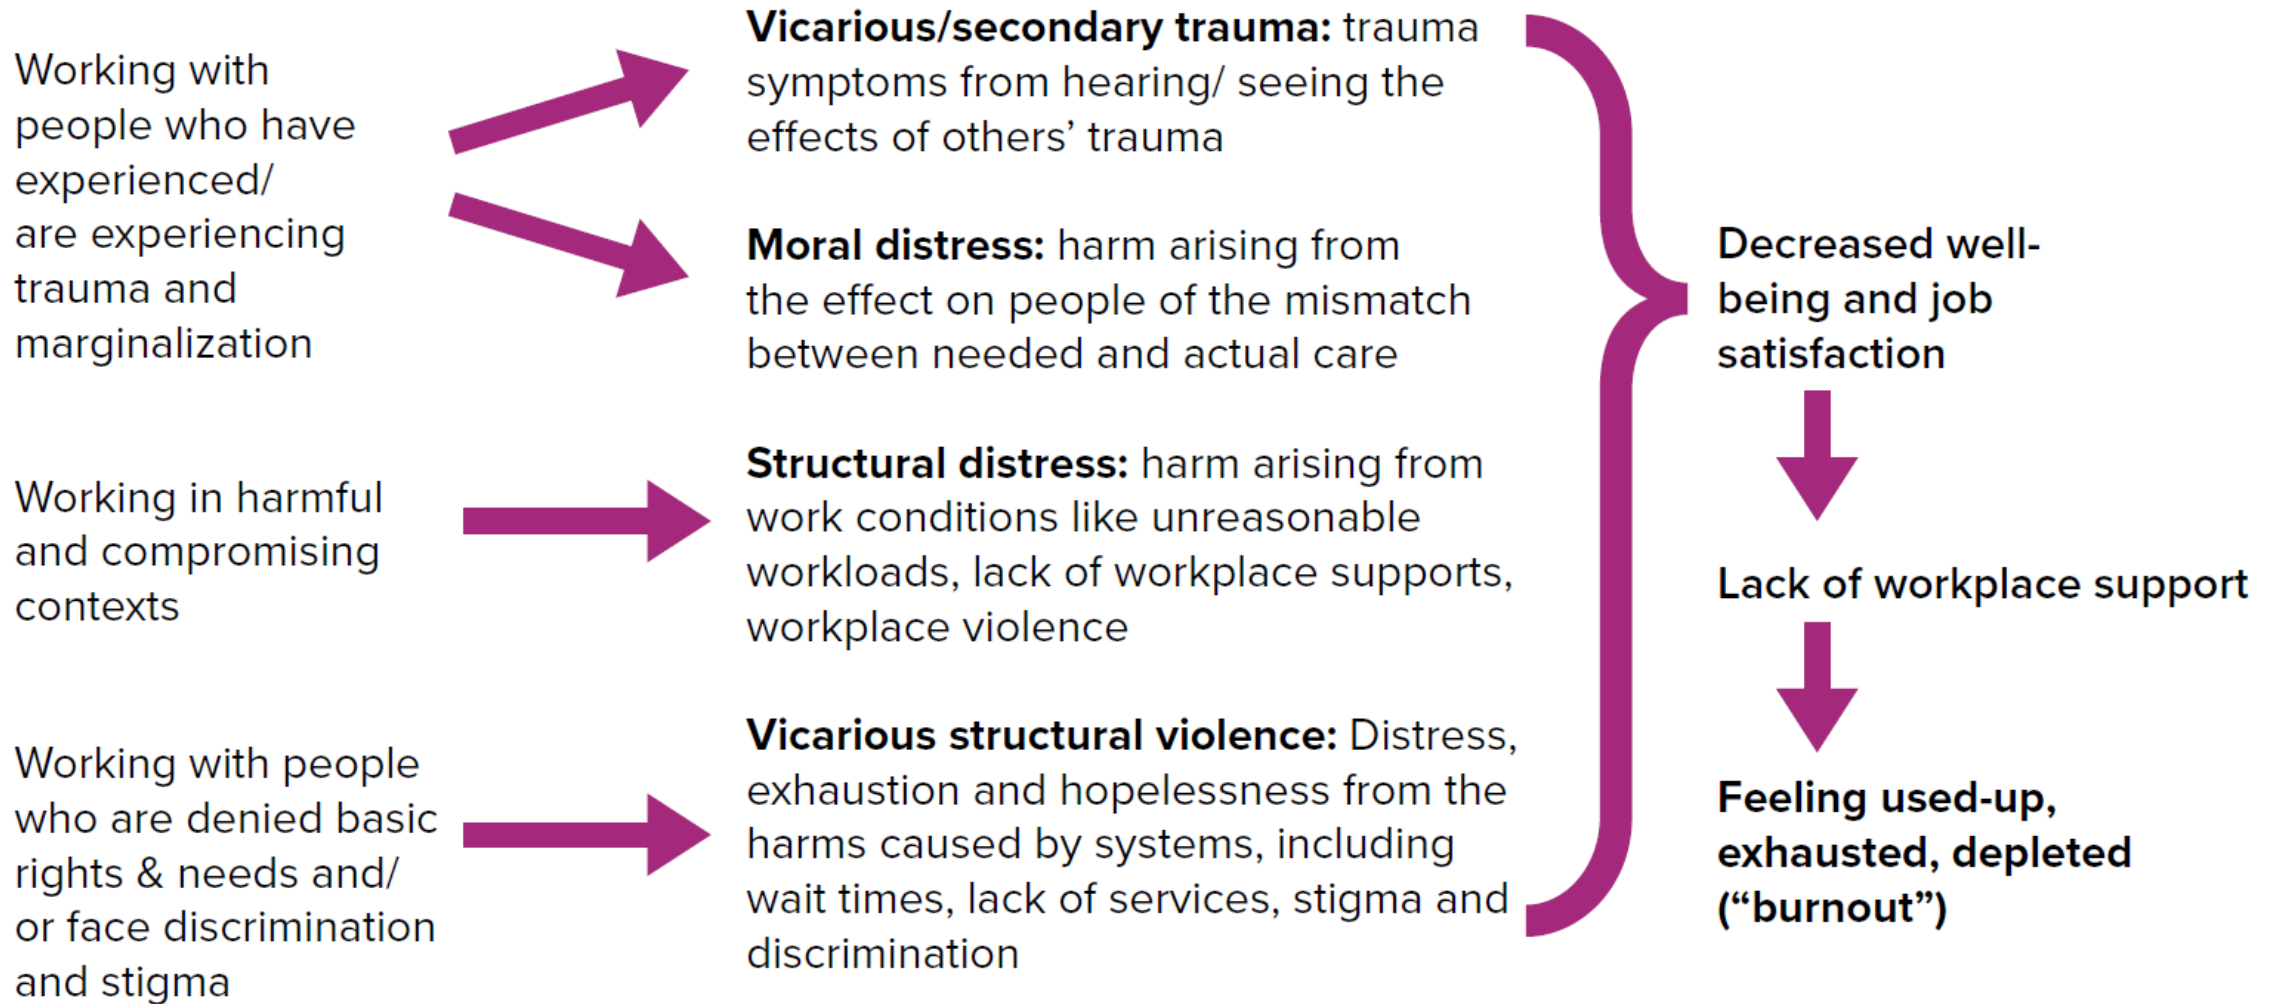 Working with
people who have
experienced/
are experiencing
trauma and
marginalization
Vicarious/secondary trauma: trauma
symptoms from hearing/ seeing the
effects of others’ trauma
Moral distress: harm arising from
the effect on people of the mismatch
between needed and actual care
Working in harmful
and compromising
contexts
Structural distress: harm arising from
work conditions like unreasonable
workloads, lack of workplace supports,
workplace violence
Working with people
who are denied basic
rights & needs and/
or face discrimination
and stigma
Vicarious structural violence: Distress,
exhaustion and hopelessness from the
harms caused by systems, including
wait times, lack of services, stigma and
discrimination
Decreased well-
being and job
satisfaction
Lack of workplace support
Feeling used-up,
exhausted, depleted
(“burnout”)